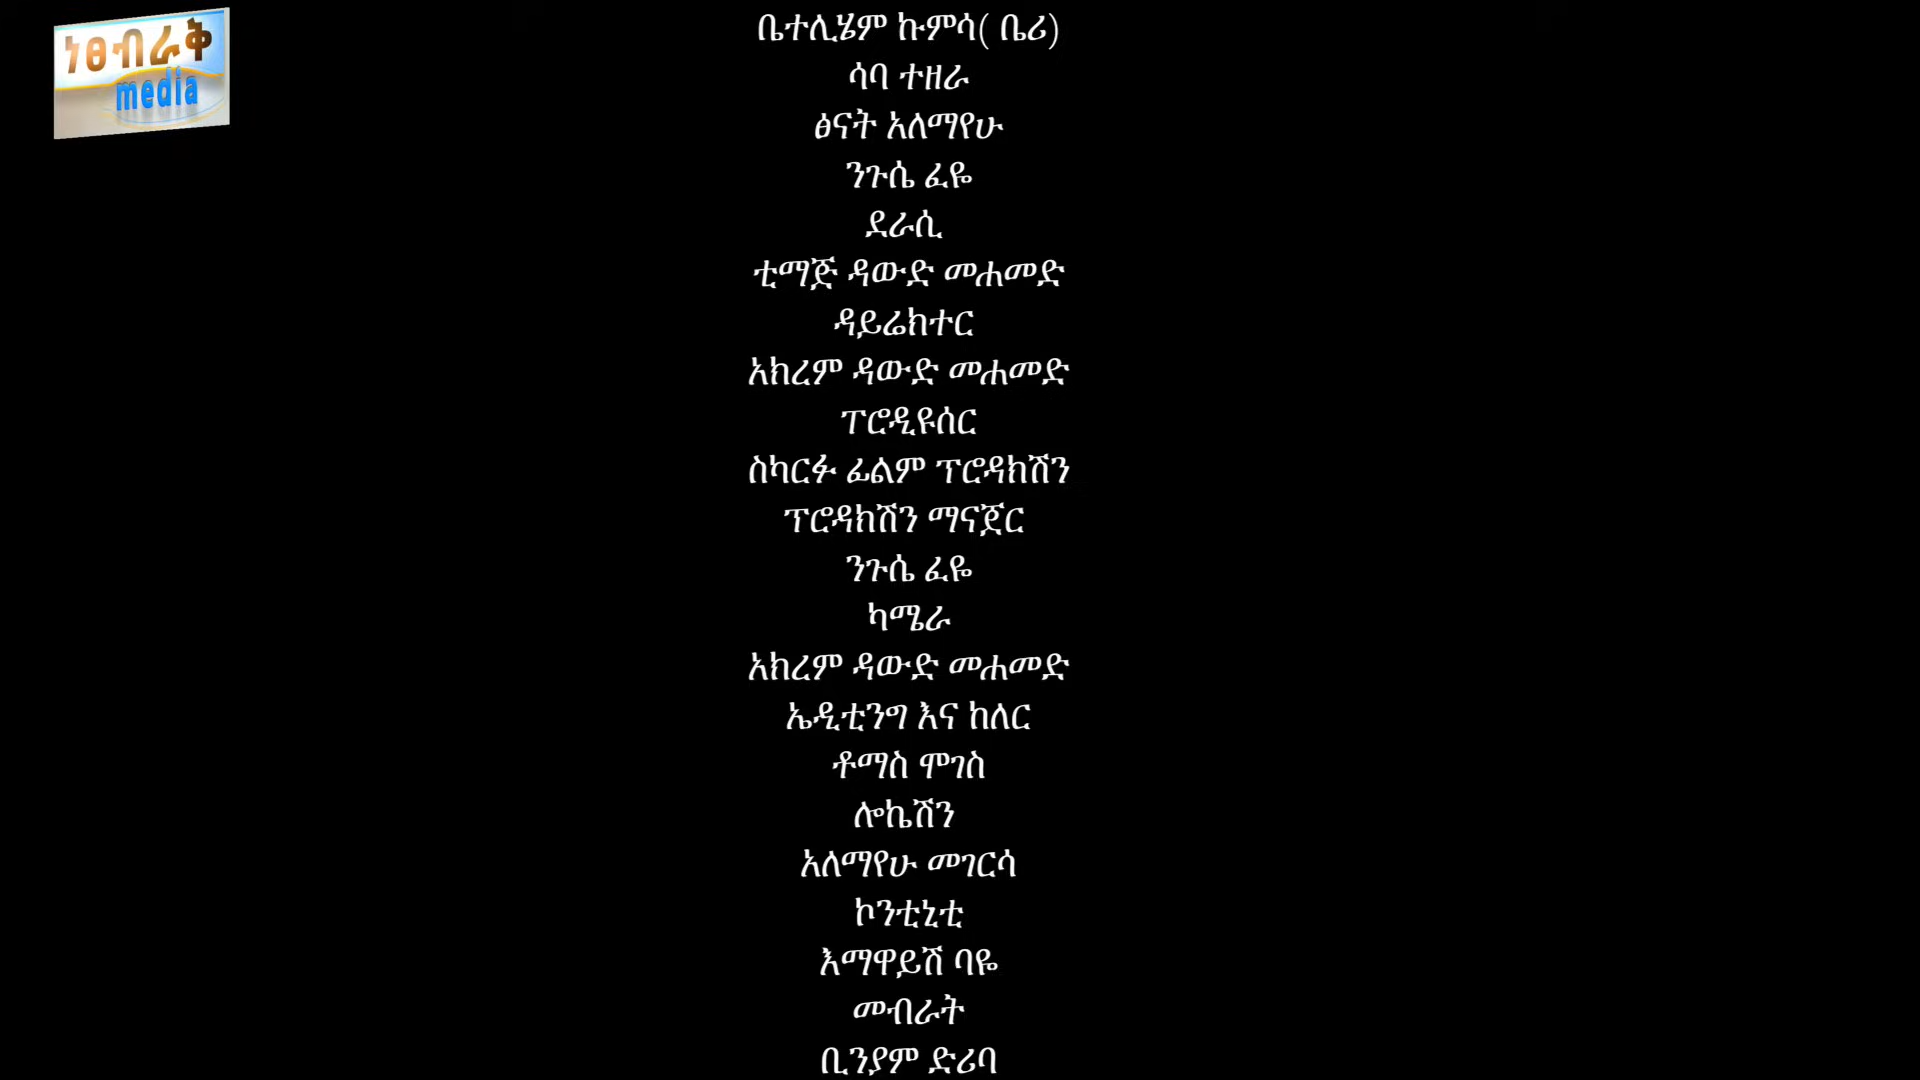 ነፀብራቅ
media
ቤተሊሄም ኩምሳ( ቤሪ)
ሳባ ተዘራ
ፅናት አለማየሁ
ንጉሴ ፈዬ
ደራሲ
ቲማጅ ዳውድ መሐመድ
ዳይሬክተር
አክረም ዳውድ መሐመድ
ፕሮዲዩሰር
ስካርፉ ፊልም ፕሮዳክሽን
ፕሮዳክሽን ማናጀር
ንጉሴ ፈዬ
ካሜራ
አክረም ዳውድ መሐመድ
ኤዲቲንግ እና ከለር
ቶማስ ሞገስ
ሎኬሽን
አለማየሁ መገርሳ
ኮንቲኒቲ
እማዋይሽ ባዬ
መብራት
ቢንያም ድሪባ